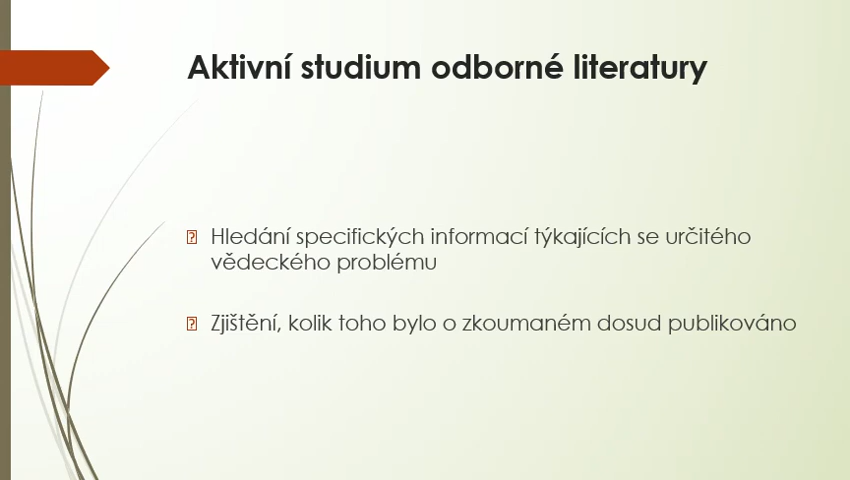 Aktivní studium odborné literatury
Hledání specifických informací týkajících se určitého
vědeckého problému
Zjištění, kolik toho bylo o zkoumaném dosud publikováno